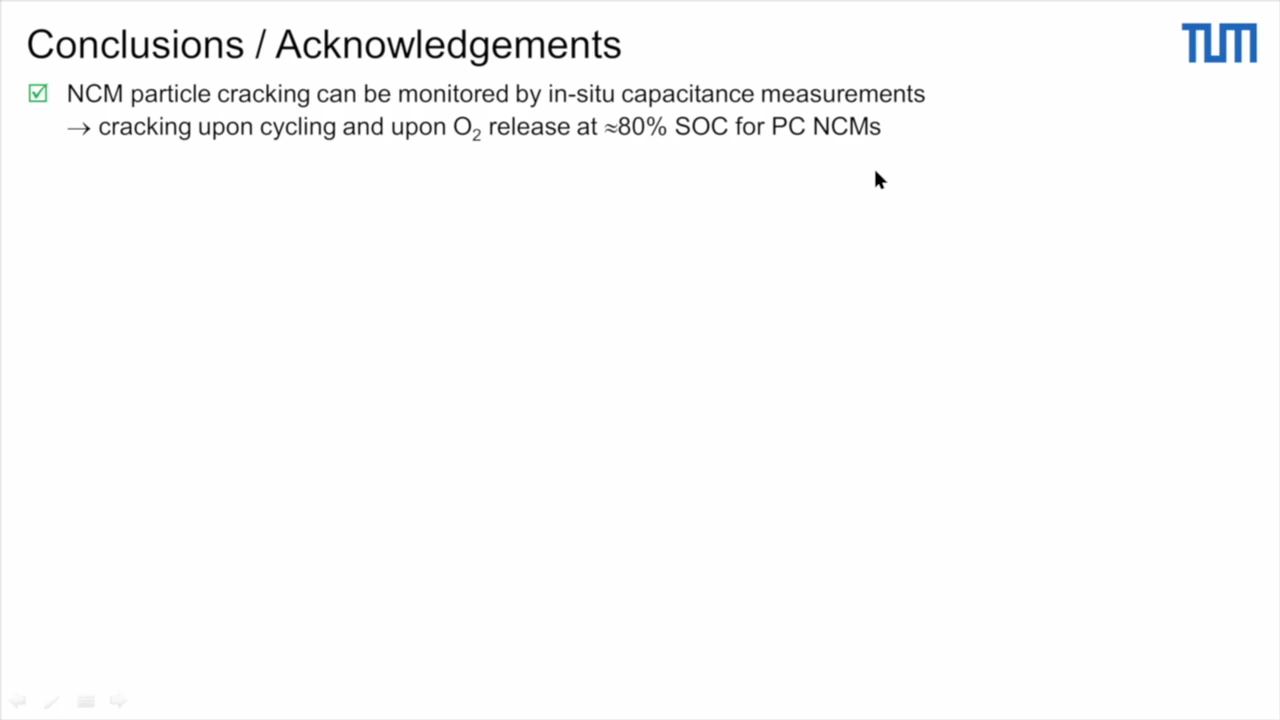 Conclusions / Acknowledgements
TUM
☑ NCM particle cracking can be monitored by in-situ capacitance measurements
→ cracking upon cycling and upon O₂ release at ≈80% SOC for PC NCMs